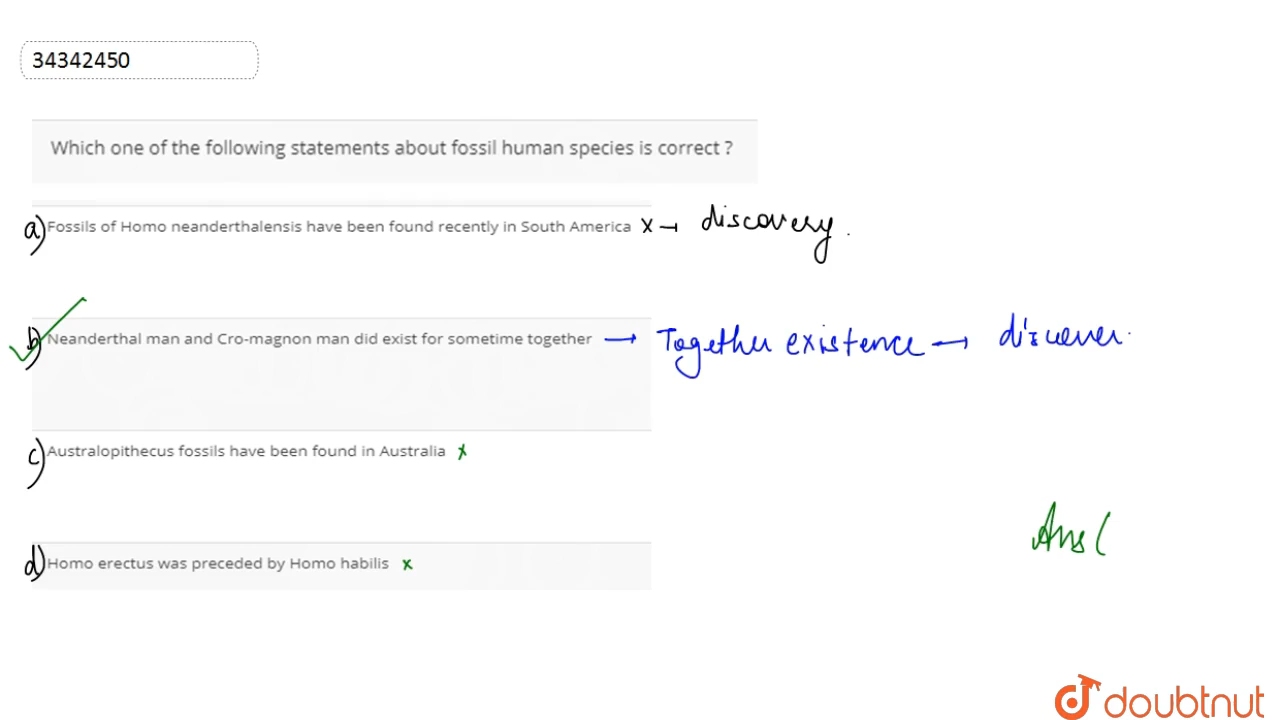 34342450
Which one of the following statements about fossil human species is correct ?
a) Fossils of Homo neanderthalensis have been found recently in South America x → discovery.
b) Neanderthal man and Cro-magnon man did exist for sometime together → Together existence → discover.
c) Australopithecus fossils have been found in Australia x
d) Homo erectus was preceded by Homo habilis x
Ans (
doubtnut